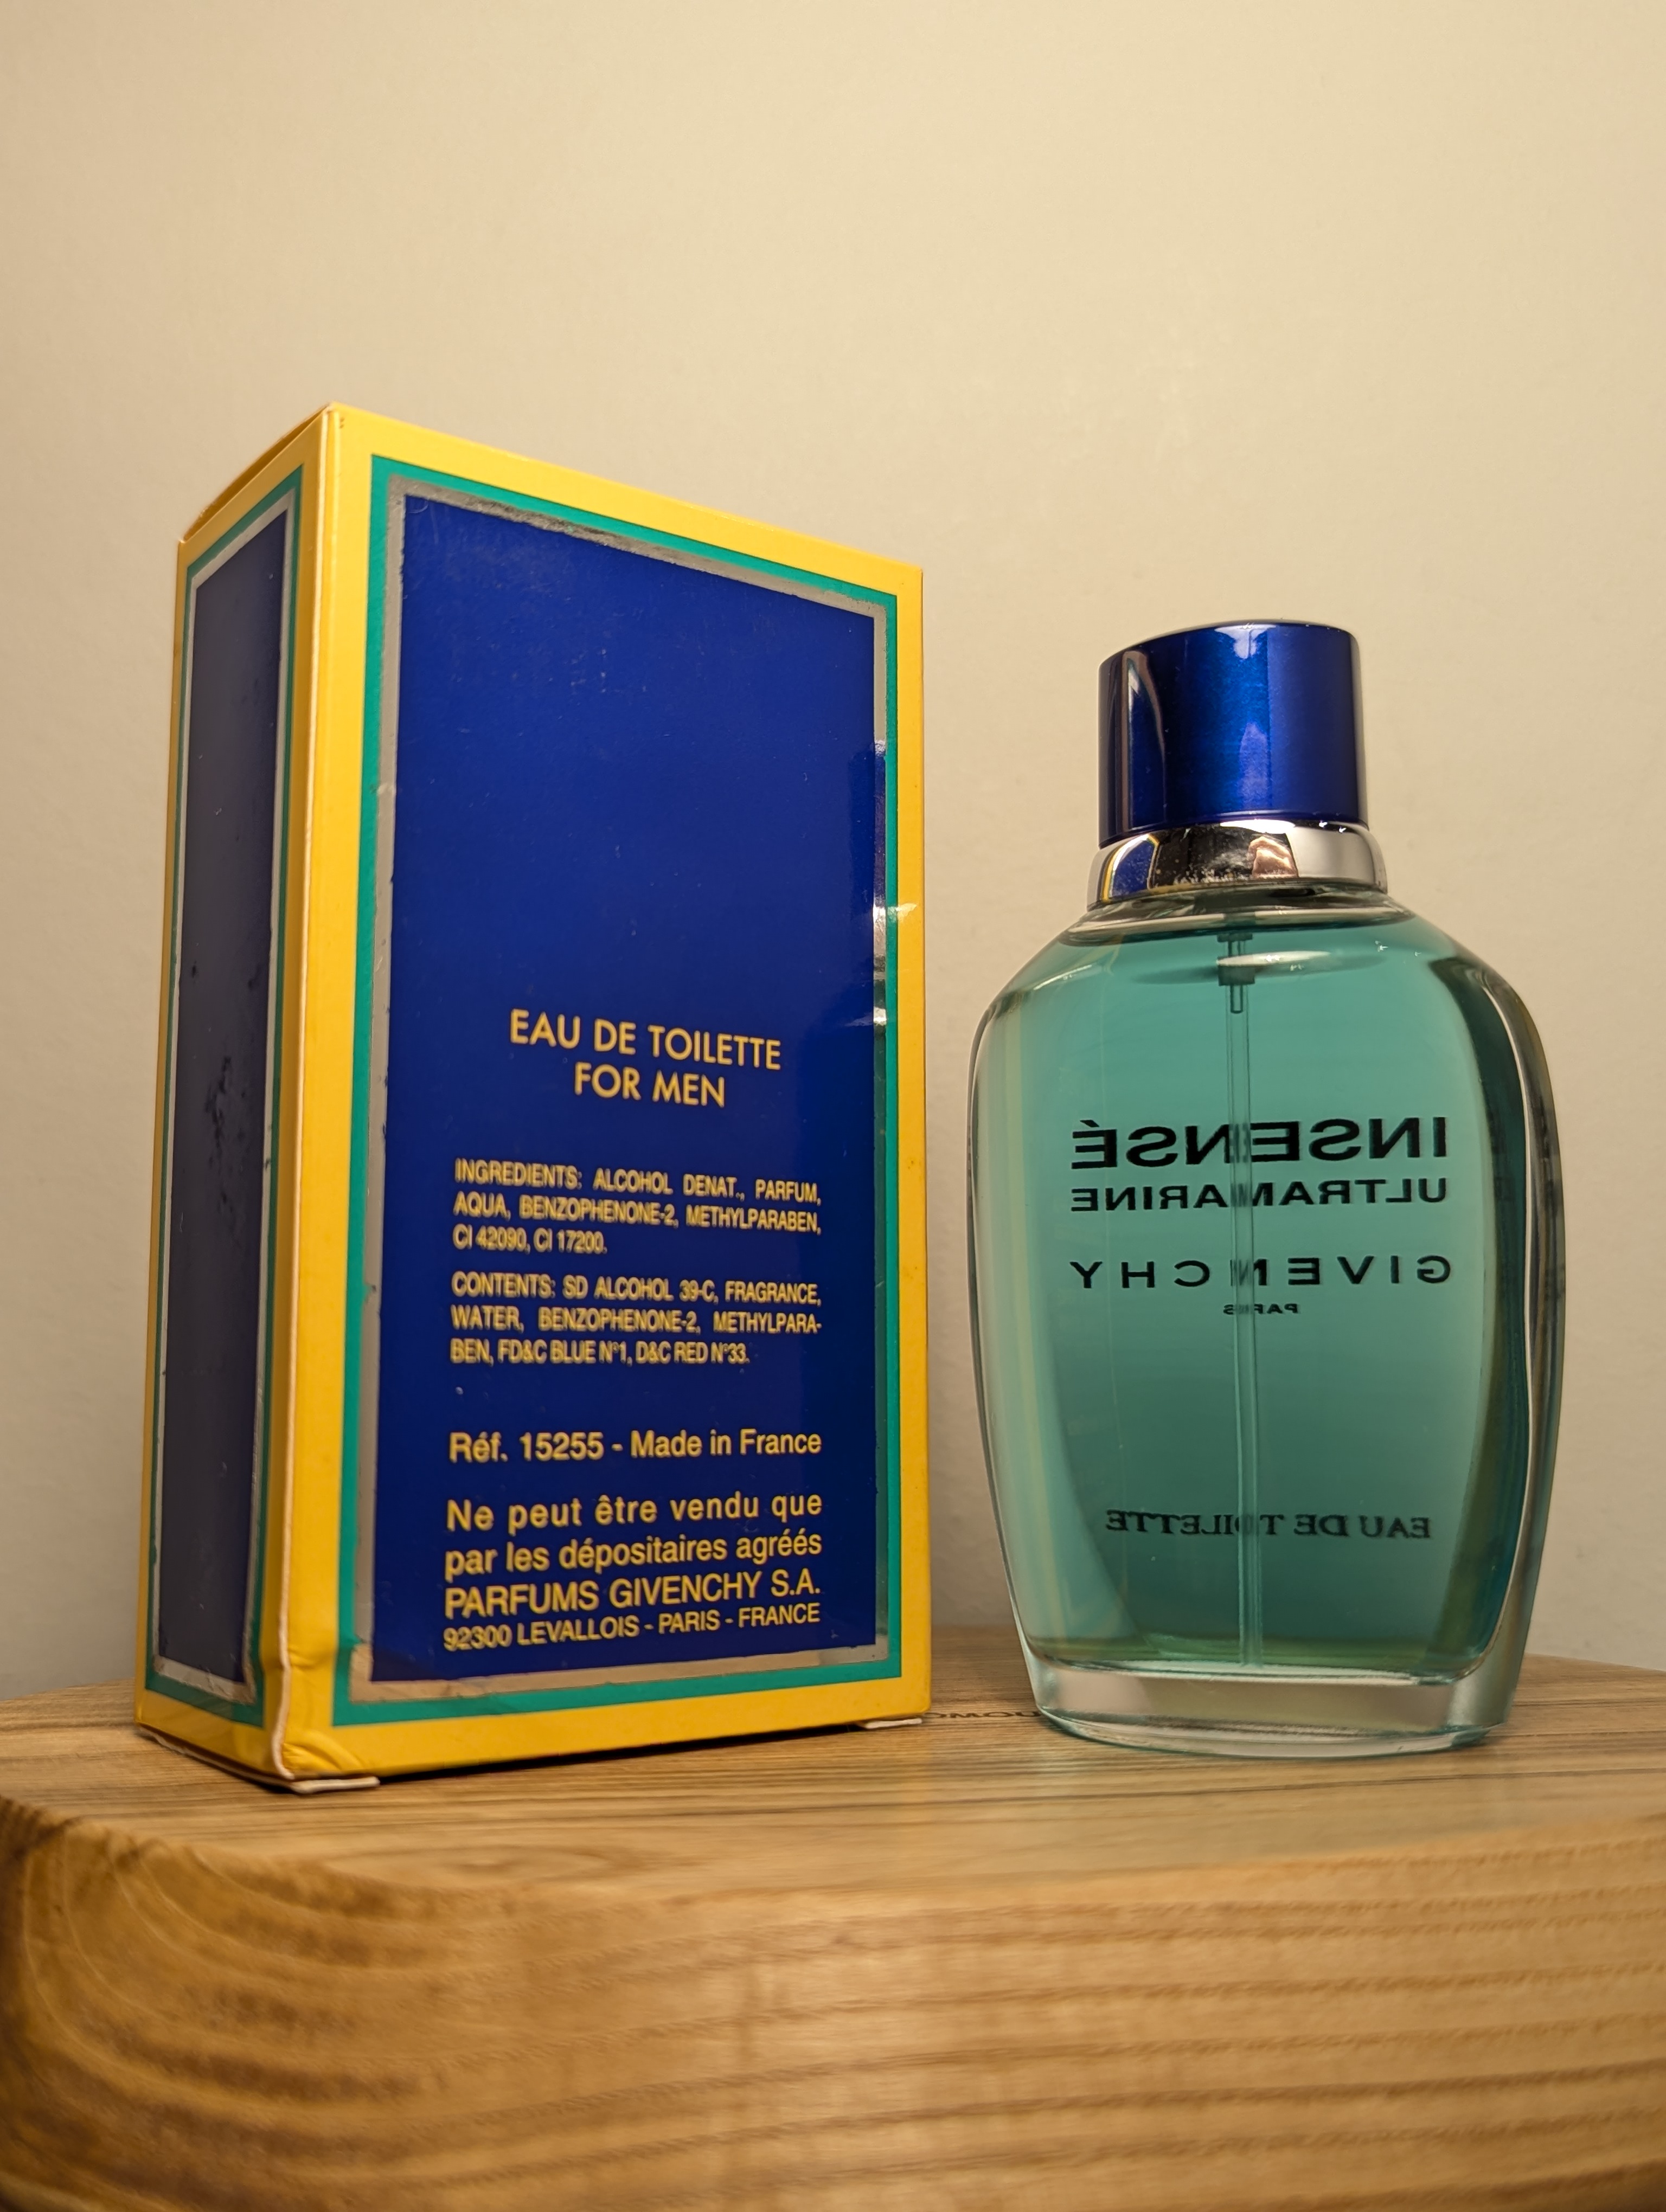 EAU DE TOILETTE
FOR MEN
INGREDIENTS: ALCOHOL DENAT., PARFUM,
AQUA, BENZOPHENONE-2, METHYLPARABEN,
CI 42090, CI 17200.
CONTENTS: SD ALCOHOL 39-C, FRAGRANCE,
WATER, BENZOPHENONE-2, METHYLPARA-
BEN, FD&C BLUE N°1, D&C RED N°33.
Réf. 15255 - Made in France
Ne peut être vendu que
par les dépositaires agréés
PARFUMS GIVENCHY S.A.
92300 LEVALLOIS - PARIS - FRANCE
INSENSÉ
ULTRAMARINE
GIVENCHY
PARIS
EAU DE TOILETTE